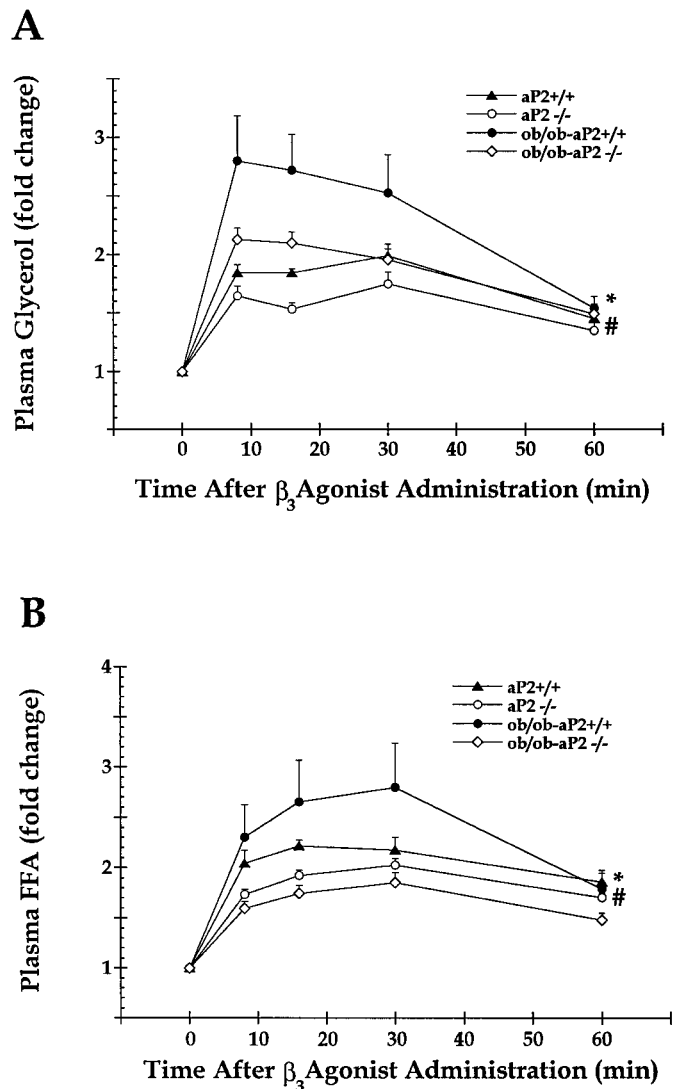 A
Plasma Glycerol (fold change)
3
2
1
aP2+/+
aP2 -/-
ob/ob-aP2+/+
ob/ob-aP2 -/-
*
#
0 10 20 30 40 50 60
Time After β3 Agonist Administration (min)
B
Plasma FFA (fold change)
4
3
2
1
aP2+/+
aP2 -/-
ob/ob-aP2+/+
ob/ob-aP2 -/-
*
#
0 10 20 30 40 50 60
Time After β3 Agonist Administration (min)